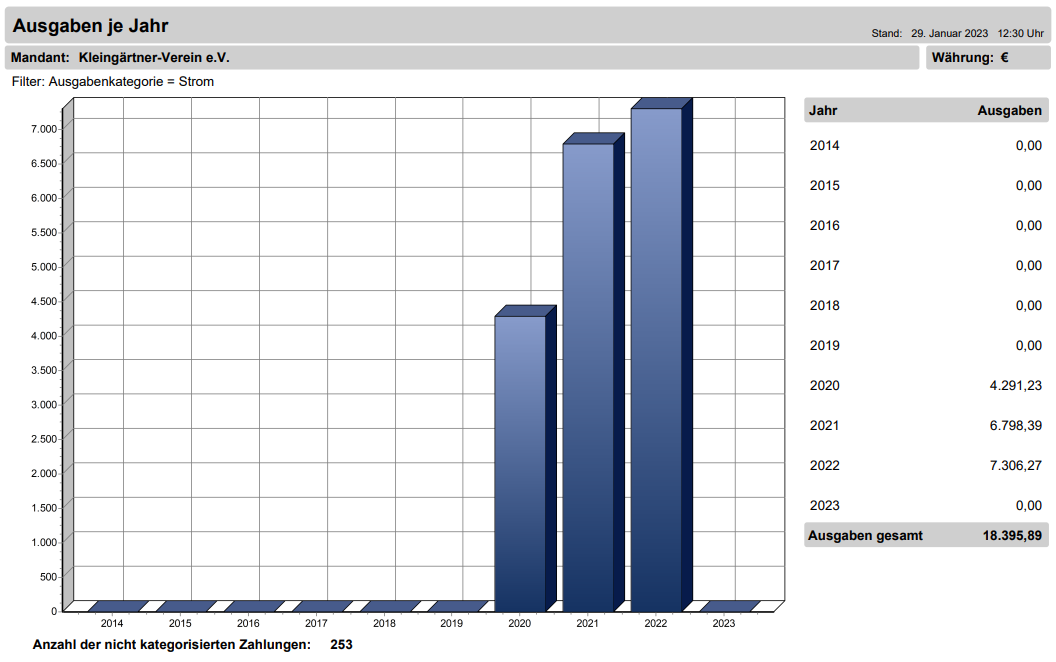 Ausgaben je Jahr
Stand: 29. Januar 2023 12:30 Uhr
Mandant: Kleingärtner-Verein e.V.
Währung: €
Filter: Ausgabenkategorie = Strom
7.000
6.500
6.000
5.500
5.000
4.500
4.000
3.500
3.000
2.500
2.000
1.500
1.000
500
0
2014 2015 2016 2017 2018 2019 2020 2021 2022 2023
Anzahl der nicht kategorisierten Zahlungen: 253
Jahr Ausgaben
2014 0,00
2015 0,00
2016 0,00
2017 0,00
2018 0,00
2019 0,00
2020 4.291,23
2021 6.798,39
2022 7.306,27
2023 0,00
Ausgaben gesamt 18.395,89